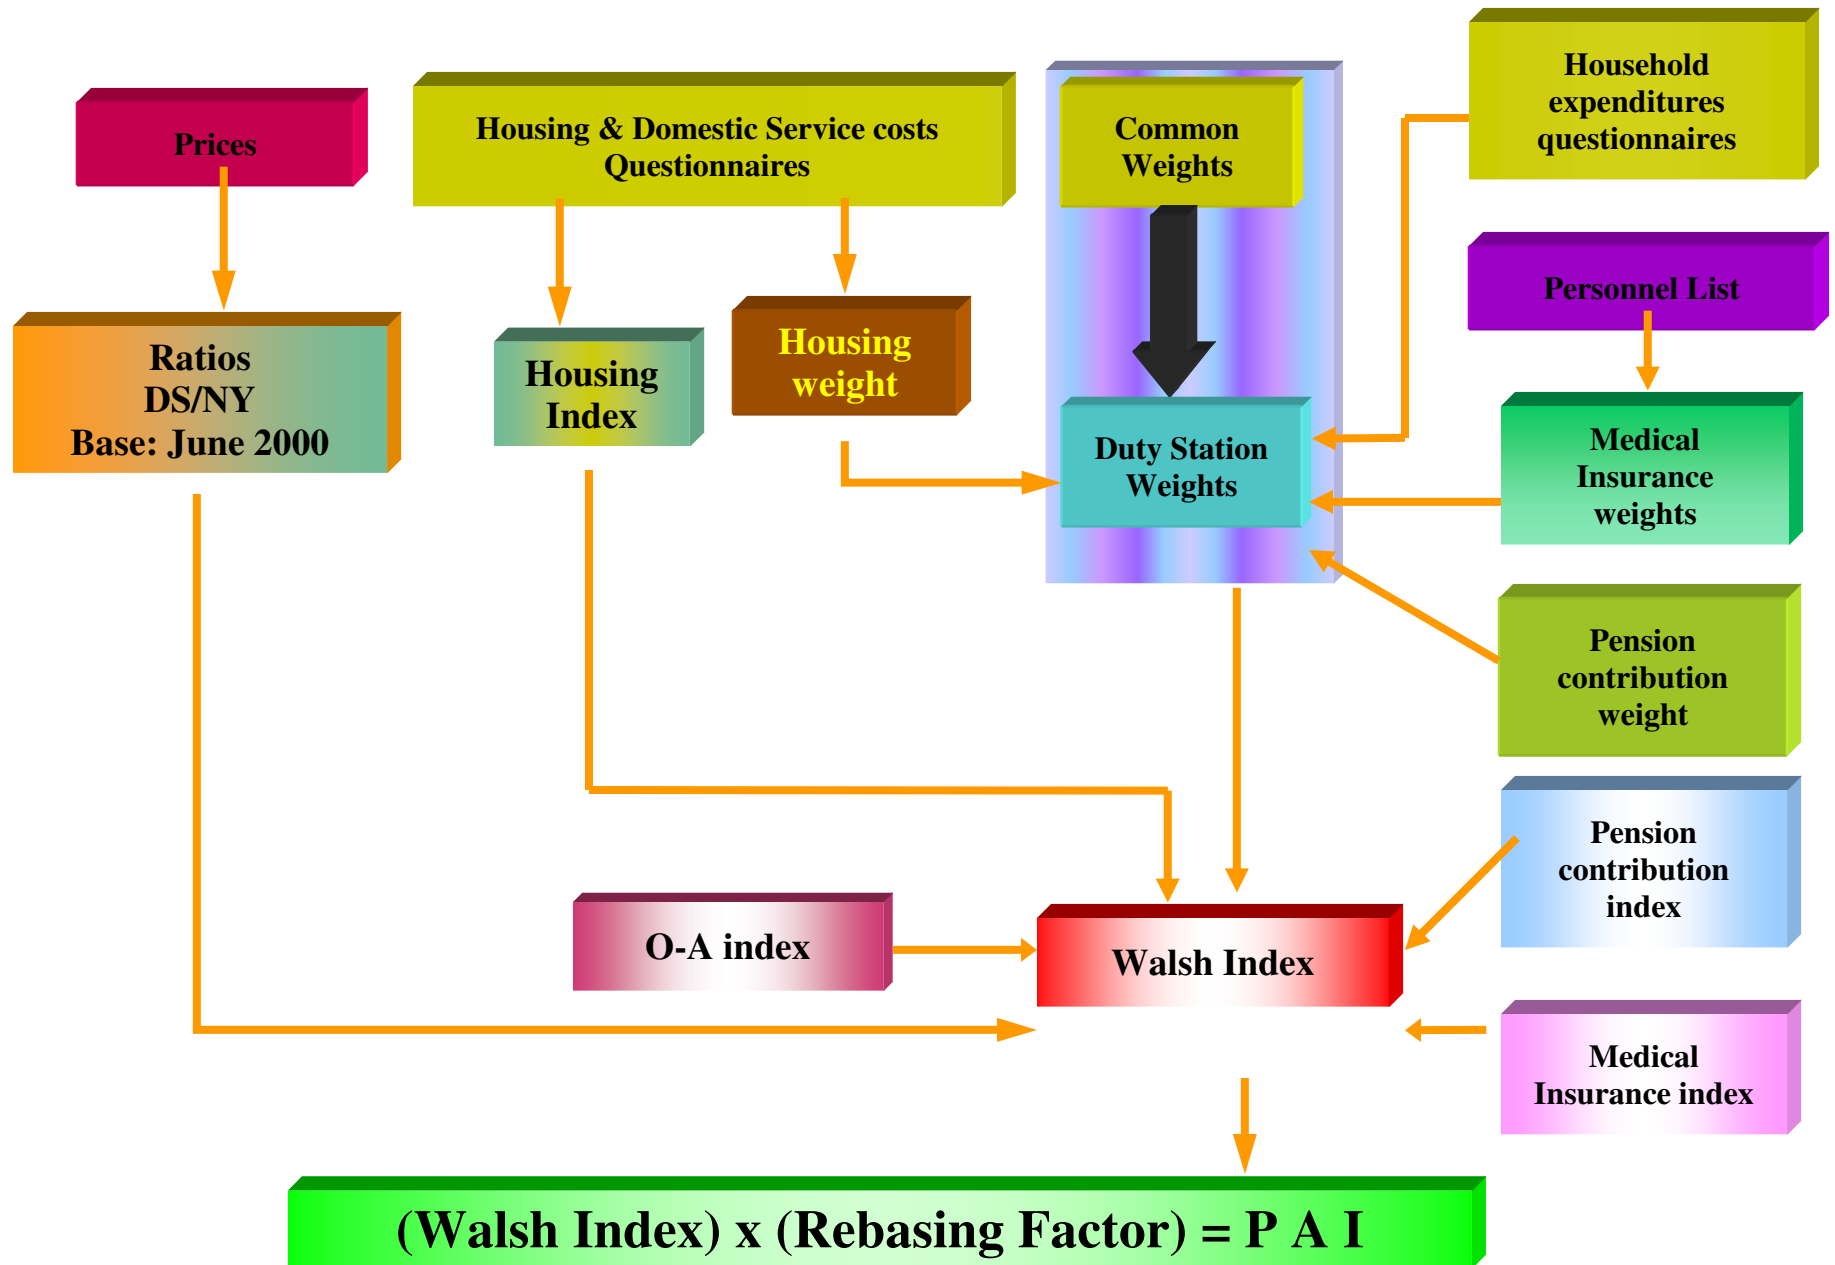 Prices
Housing & Domestic Service costs
Questionnaires
Common
Weights
Household
expenditures
questionnaires
Personnel List
Ratios
DS/NY
Base: June 2000
Housing
Index
Housing
weight
Duty Station
Weights
Medical
Insurance
weights
Pension
contribution
weight
Pension
contribution
index
O-A index
Walsh Index
Medical
Insurance index
(Walsh Index) x (Rebasing Factor) = P A I